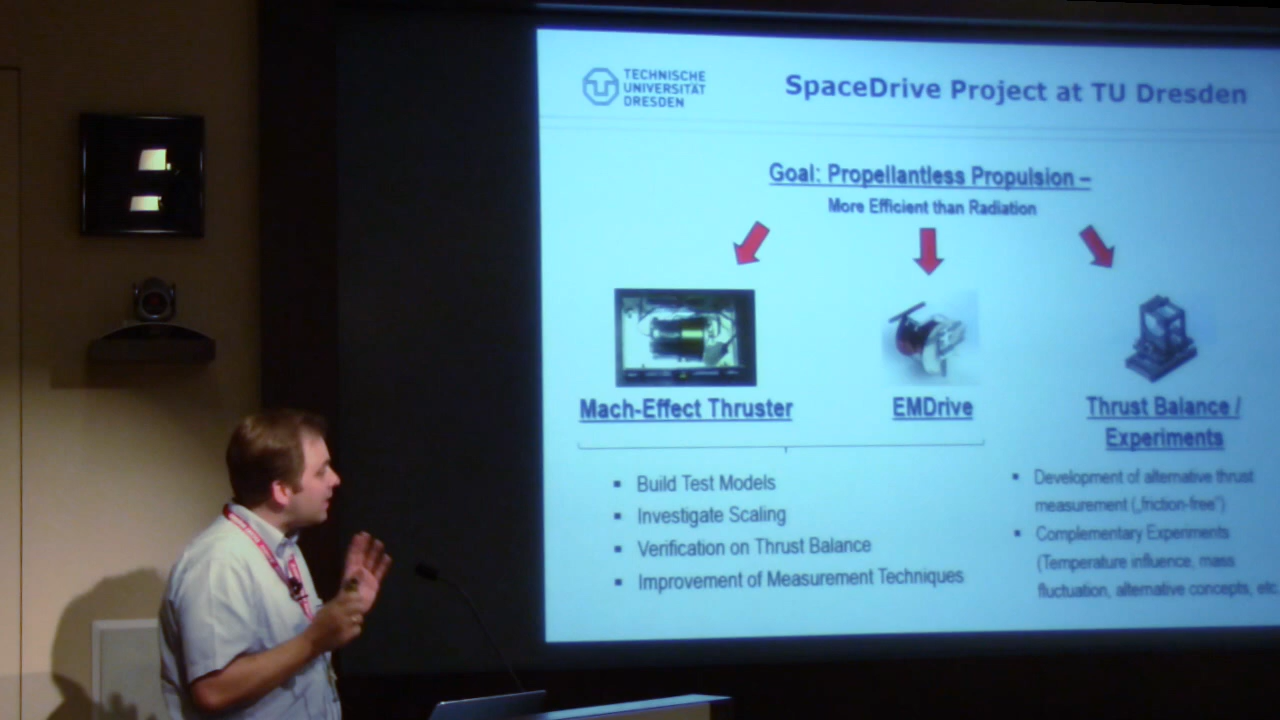 TECHNISCHE
UNIVERSITÄT
DRESDEN
SpaceDrive Project at TU Dresden
Goal: Propellantless Propulsion –
More Efficient than Radiation
Mach-Effect Thruster
EMDrive
Thrust Balance /
Experiments
▪ Build Test Models
▪ Investigate Scaling
▪ Verification on Thrust Balance
▪ Improvement of Measurement Techniques
▪ Development of alternative thrust
measurement („friction-free“)
▪ Complementary Experiments
(Temperature influence, mass
fluctuation, alternative concepts, etc.